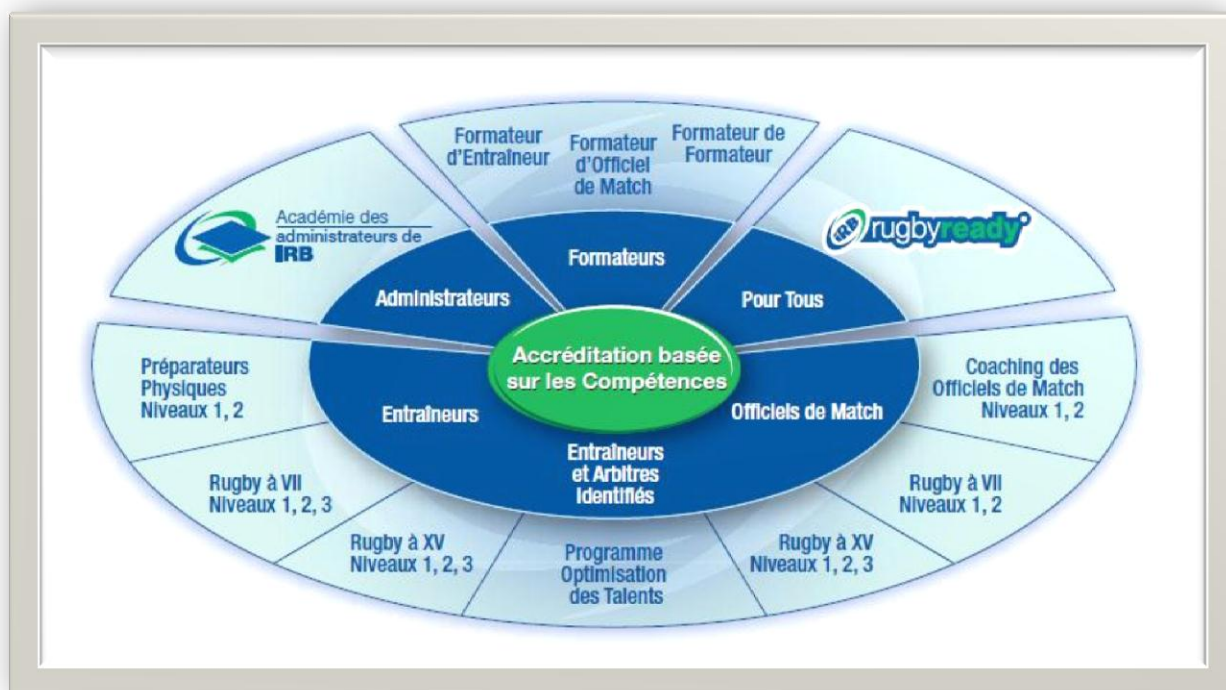 Formateur
d'Entraîneur
Formateur
d'Officiel
de Match
Formateur de
Formateur
Académie des
administrateurs de
IRB
IRB rugbyready
Formateurs
Administrateurs
Pour Tous
Accréditation basée
sur les Compétences
Préparateurs
Physiques
Niveaux 1, 2
Entraîneurs
Officiels de Match
Coaching des
Officiels de Match
Niveaux 1, 2
Entraîneurs
et Arbitres
Identifiés
Rugby à VII
Niveaux 1, 2, 3
Rugby à VII
Niveaux 1, 2
Rugby à XV
Niveaux 1, 2, 3
Programme
Optimisation
des Talents
Rugby à XV
Niveaux 1, 2, 3